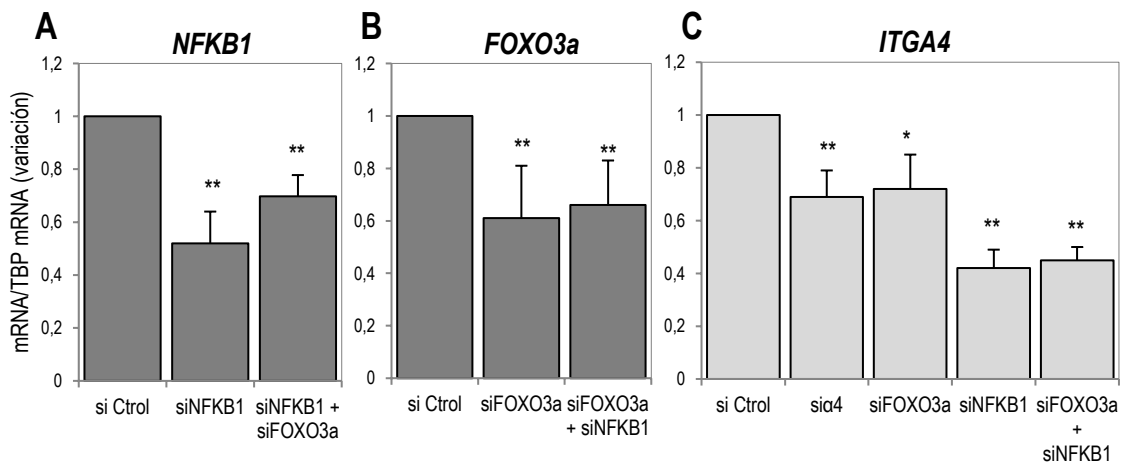 A
NFKB1
mRNA/TBP mRNA (variación)
1,2
1
0,8
0,6
0,4
0,2
0
**
**
si Ctrol
siNFKB1
siNFKB1 +
siFOXO3a
B
FOXO3a
1,2
1
0,8
0,6
0,4
0,2
0
**
**
si Ctrol
siFOXO3a
siFOXO3a
+ siNFKB1
C
ITGA4
1,2
1
0,8
0,6
0,4
0,2
0
**
*
**
**
si Ctrol
siα4
siFOXO3a
siNFKB1
siFOXO3a
+
siNFKB1